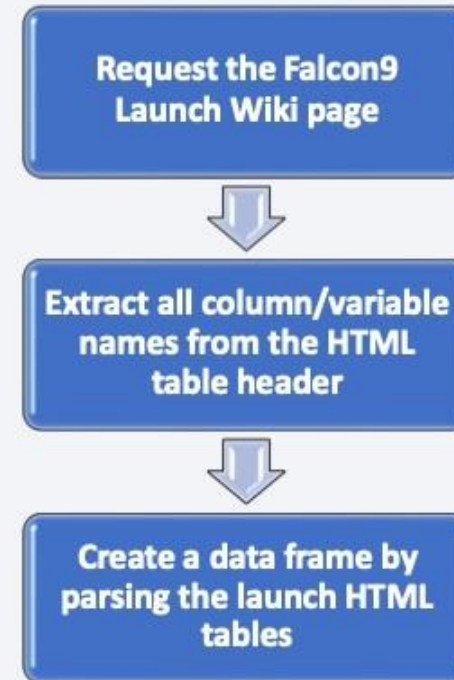 Request the Falcon9
Launch Wiki page
Extract all column/variable
names from the HTML
table header
Create a data frame by
parsing the launch HTML
tables